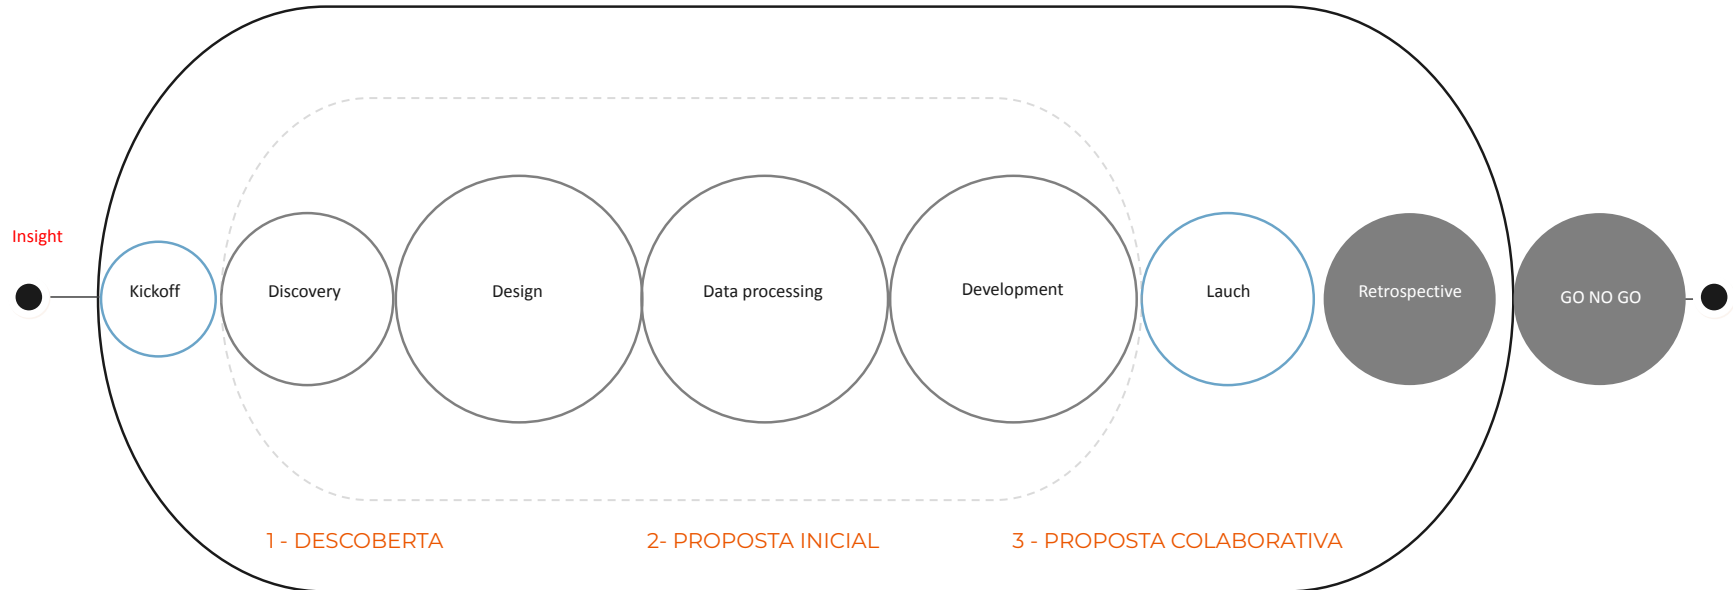 Insight
Kickoff
Discovery
Design
Data processing
Development
Lauch
Retrospective
GO NO GO
1 - DESCOBERTA
2- PROPOSTA INICIAL
3 - PROPOSTA COLABORATIVA